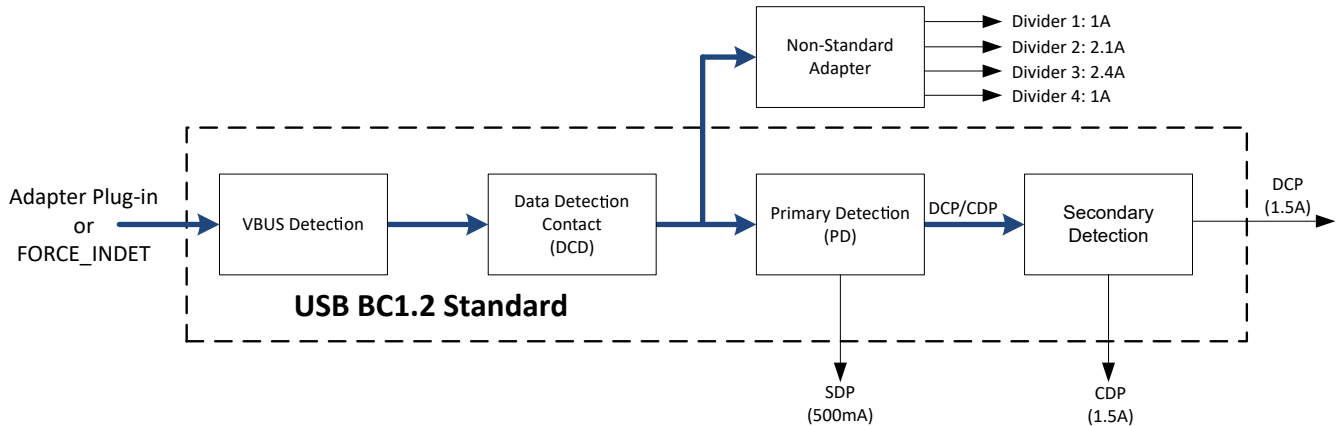 Non-Standard
Adapter
Divider 1: 1A
Divider 2: 2.1A
Divider 3: 2.4A
Divider 4: 1A
Adapter Plug-in
or
FORCE_INDET
VBUS Detection
Data Detection
Contact
(DCD)
Primary Detection
(PD)
DCP/CDP
Secondary
Detection
DCP
(1.5A)
USB BC1.2 Standard
SDP
(500mA)
CDP
(1.5A)